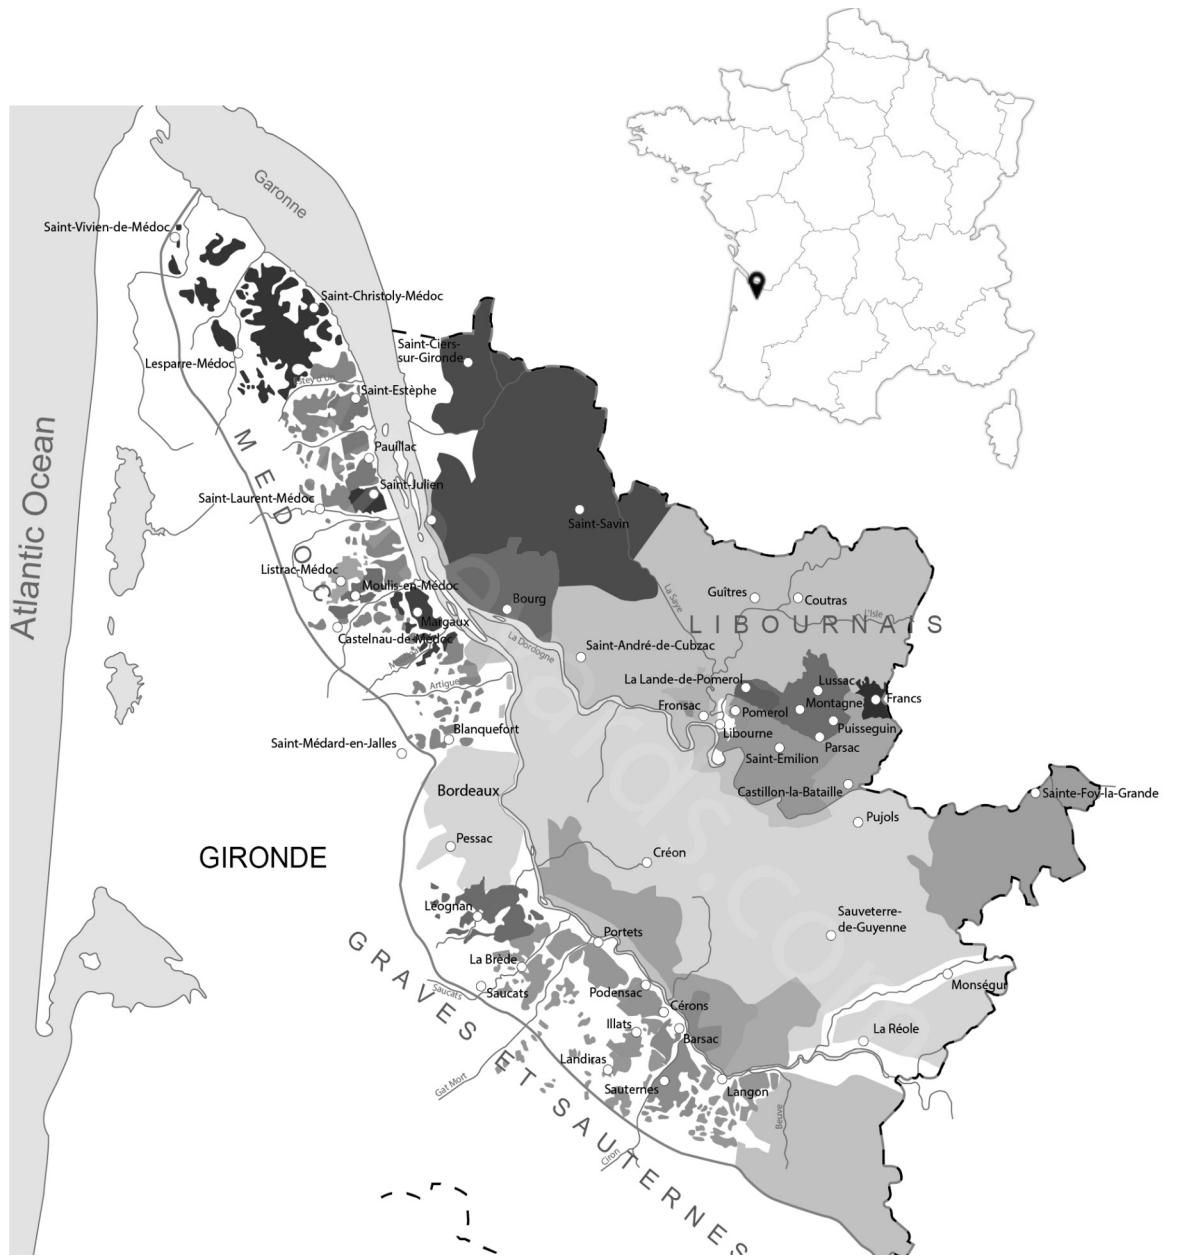 Garonne
Saint-Vivien-de-Médoc
Saint-Christoly-Médoc
Saint-Ciers-
sur-Gironde
Lesparre-Médoc
Saint-Estèphe
Atlantic Ocean
MEDOC
Pauillac
Saint-Julien
Saint-Laurent-Médoc
Saint-Savin
Listrac-Médoc
Moulis-en-Médoc
Bourg
La Saye
Guîtres
Coutras
L'Isle
LIBOURNAIS
Margaux
Castelnau-de-Médoc
La Dordogne
Saint-André-de-Cubzac
Artigue
La Lande-de-Pomerol
Lussac
Francs
Fronsac
Pomerol
Montagne
Puisseguin
Libourne
Parsac
Blanquefort
Saint-Médard-en-Jalles
Saint-Emilion
Castillon-la-Bataille
Sainte-Foy-la-Grande
Bordeaux
Pujols
Pessac
GIRONDE
Créon
Léognan
Sauveterre-
de-Guyenne
Portets
GRAVES ET SAUTERNES
La Brède
Saucats
Saucats
Podensac
Monségur
Cérons
Illats
Barsac
La Réole
Landiras
Gat Mort
Sauternes
Langon
Beuve
Ciron